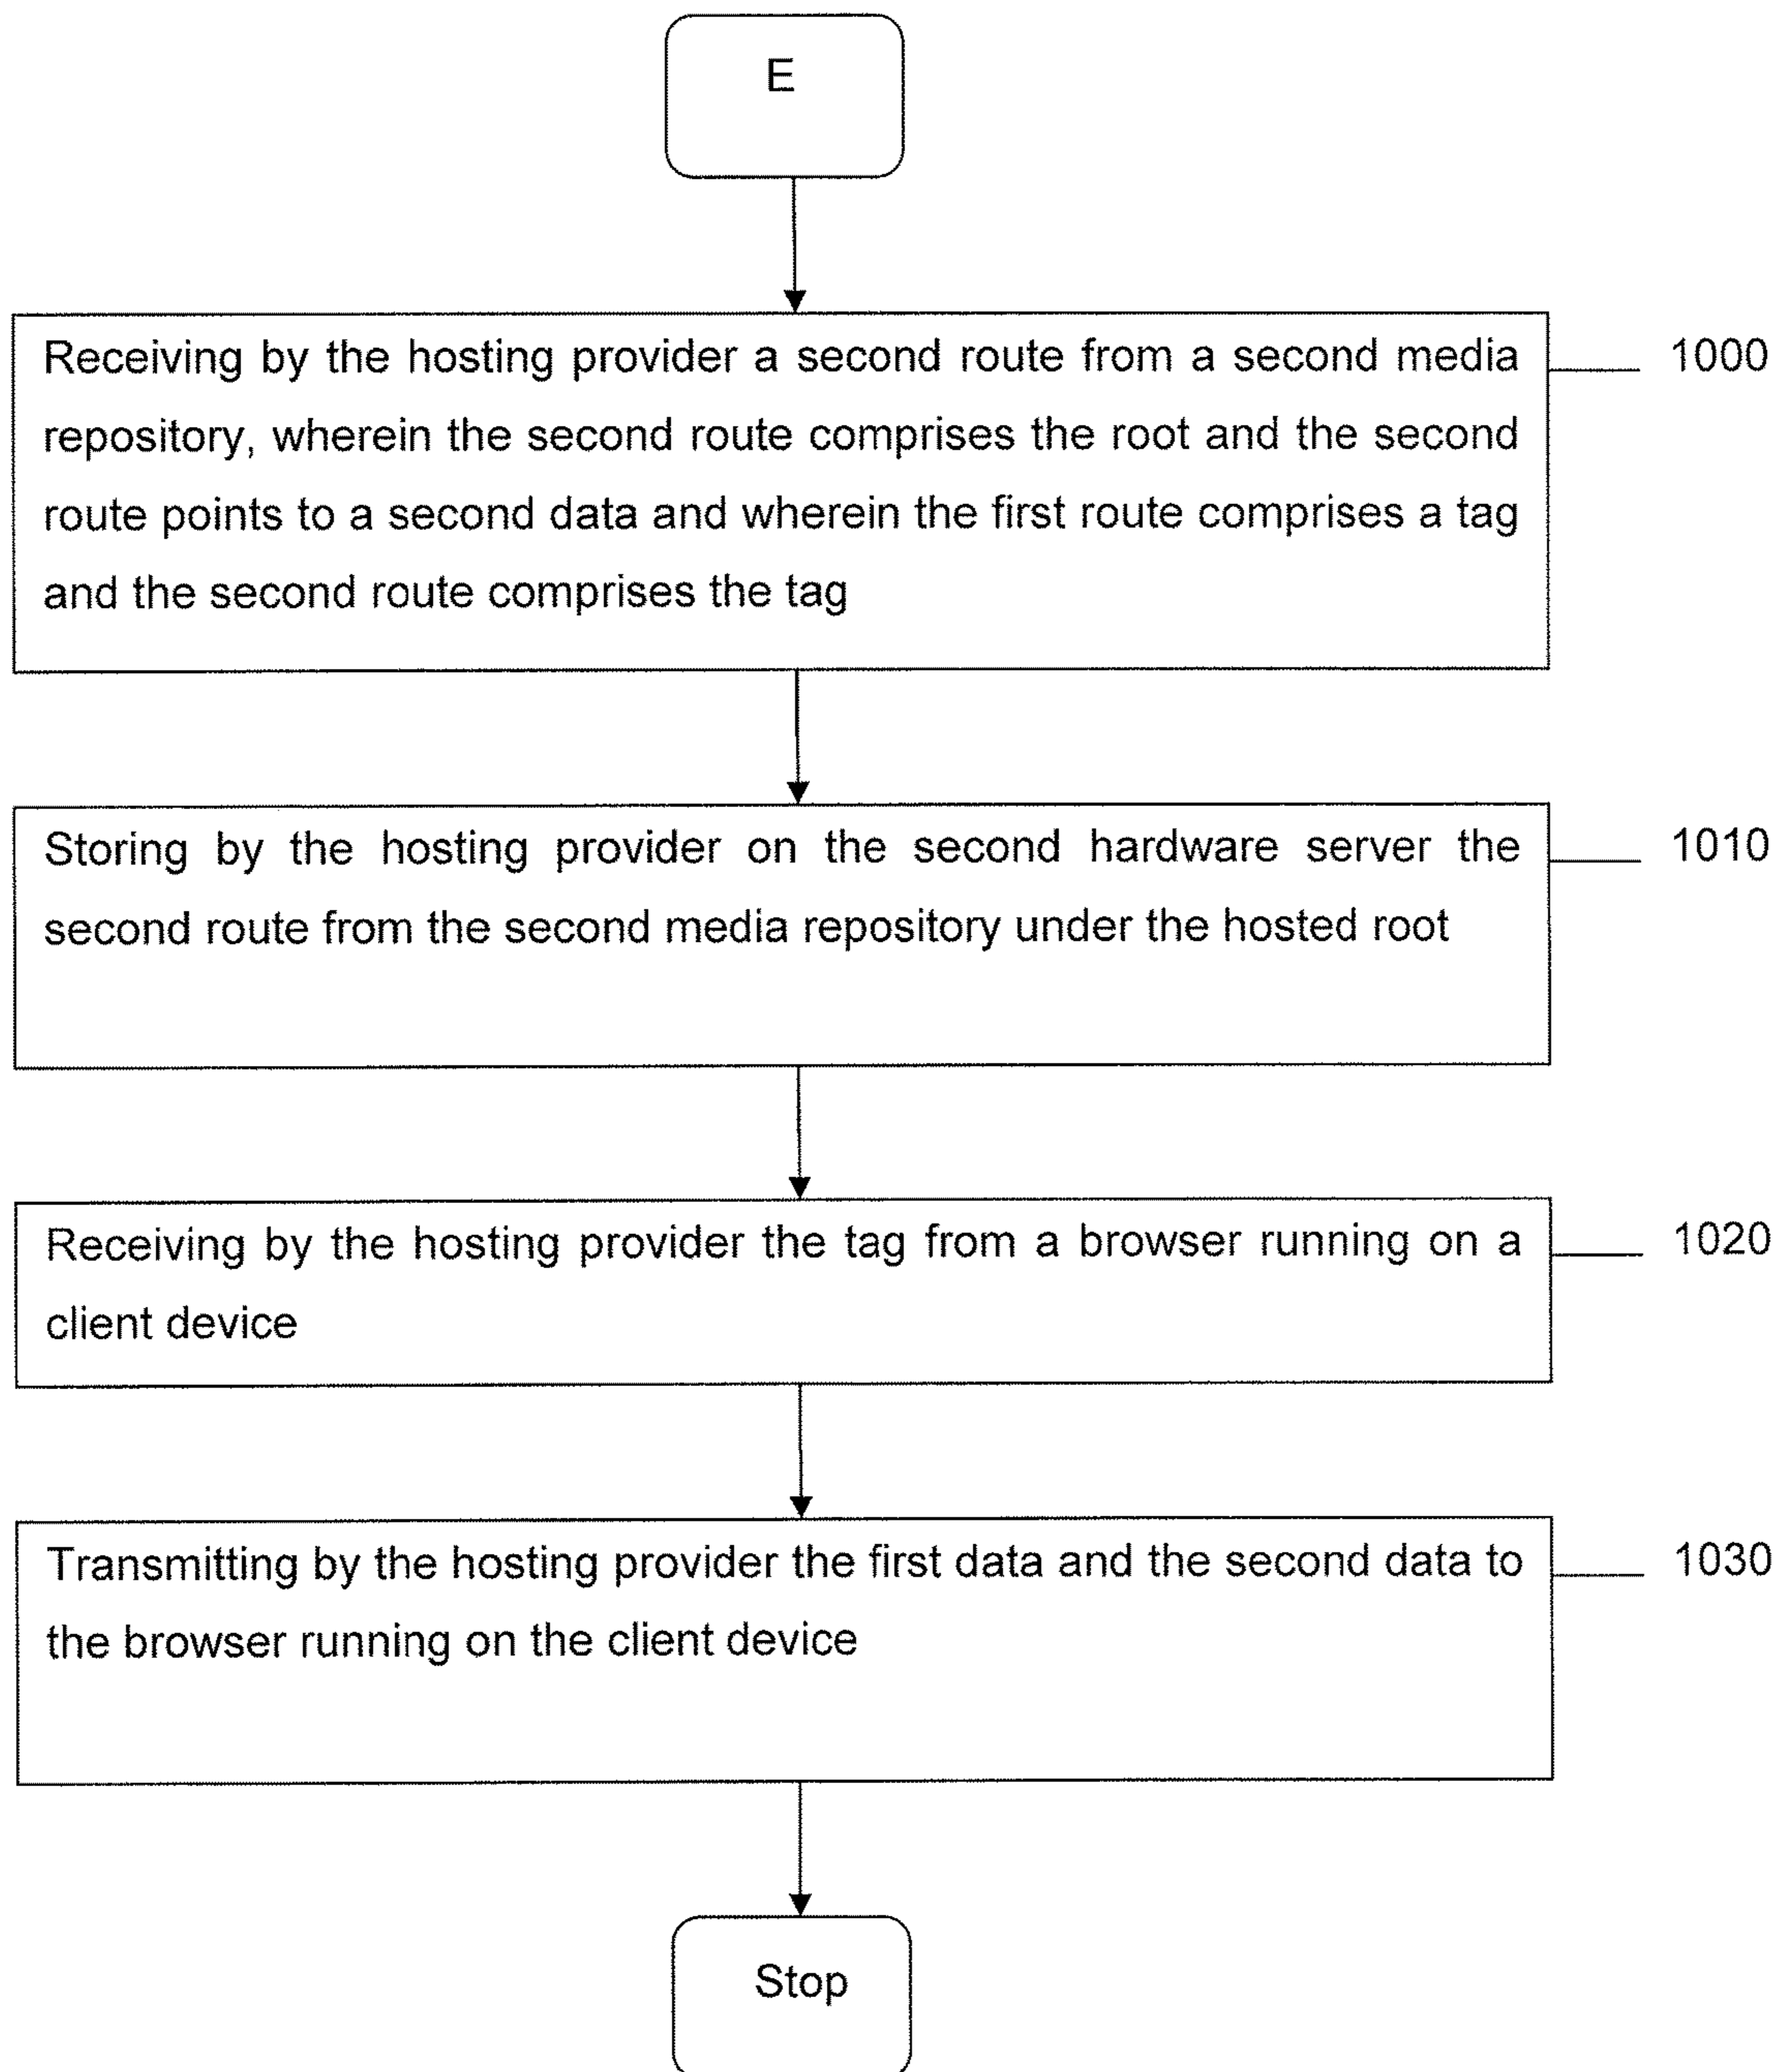 E
Receiving by the hosting provider a second route from a second media
1000
repository, wherein the second route comprises the root and the second
route points to a second data and wherein the first route comprises a tag
and the second route comprises the tag
Storing by the hosting provider on the second hardware server the
1010
second route from the second media repository under the hosted root
Receiving by the hosting provider the tag from a browser running on a
1020
client device
Transmitting by the hosting provider the first data and the second data to
1030
the browser running on the client device
Stop